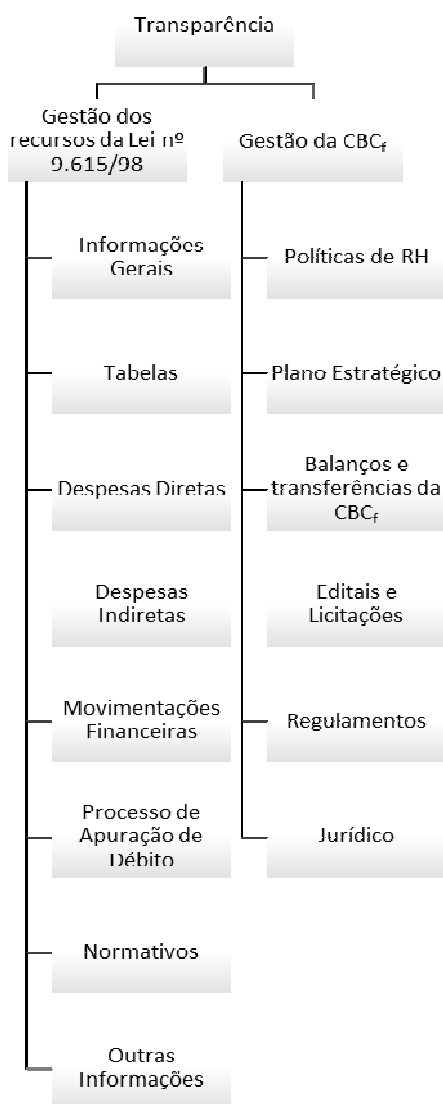 Transparência
Gestão dos
recursos da Lei nº
9.615/98
Informações
Gerais
Tabelas
Despesas Diretas
Despesas
Indiretas
Movimentações
Financeiras
Processo de
Apuração de
Débito
Normativos
Outras
Informações
Gestão da CBCf
Políticas de RH
Plano Estratégico
Balanços e
transferências da
CBCf
Editais e
Licitações
Regulamentos
Jurídico